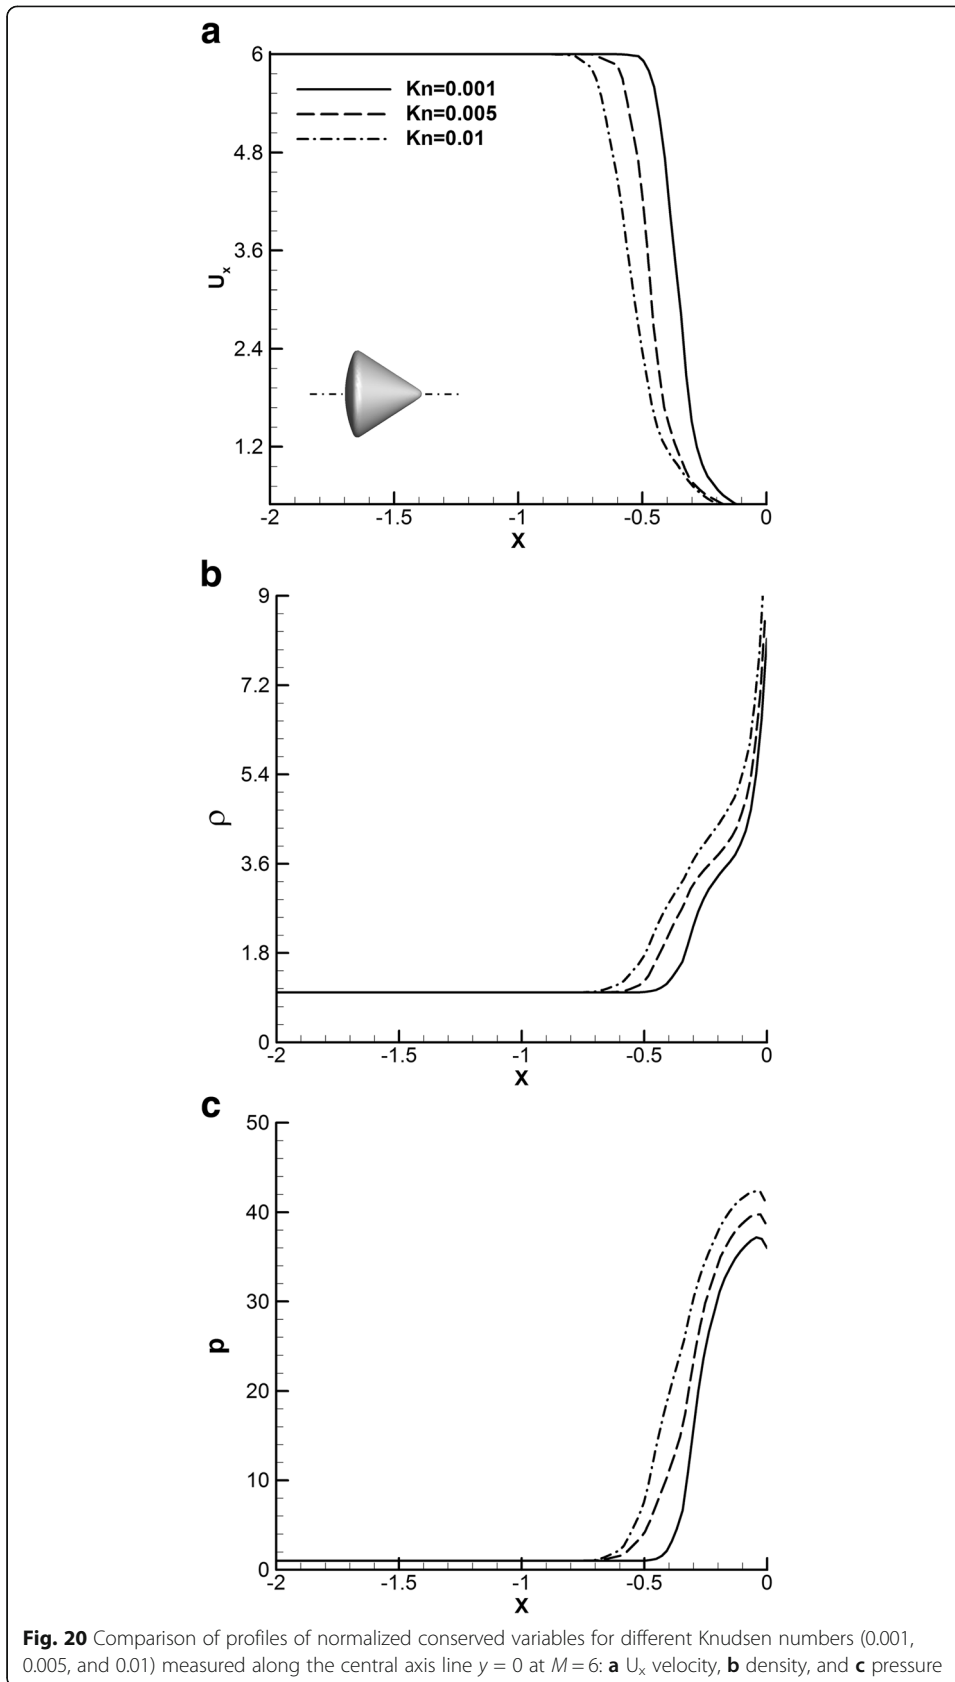 a
6
4.8
3.6
2.4
1.2
Ux
Kn=0.001
Kn=0.005
Kn=0.01
-2 -1.5 -1 -0.5 0
X
b
9
7.2
5.4
3.6
1.8
0
ρ
-2 -1.5 -1 -0.5 0
X
c
50
40
30
20
10
0
p
-2 -1.5 -1 -0.5 0
X
Fig. 20 Comparison of profiles of normalized conserved variables for different Knudsen numbers (0.001,
0.005, and 0.01) measured along the central axis line y = 0 at M = 6: a Ux velocity, b density, and c pressure